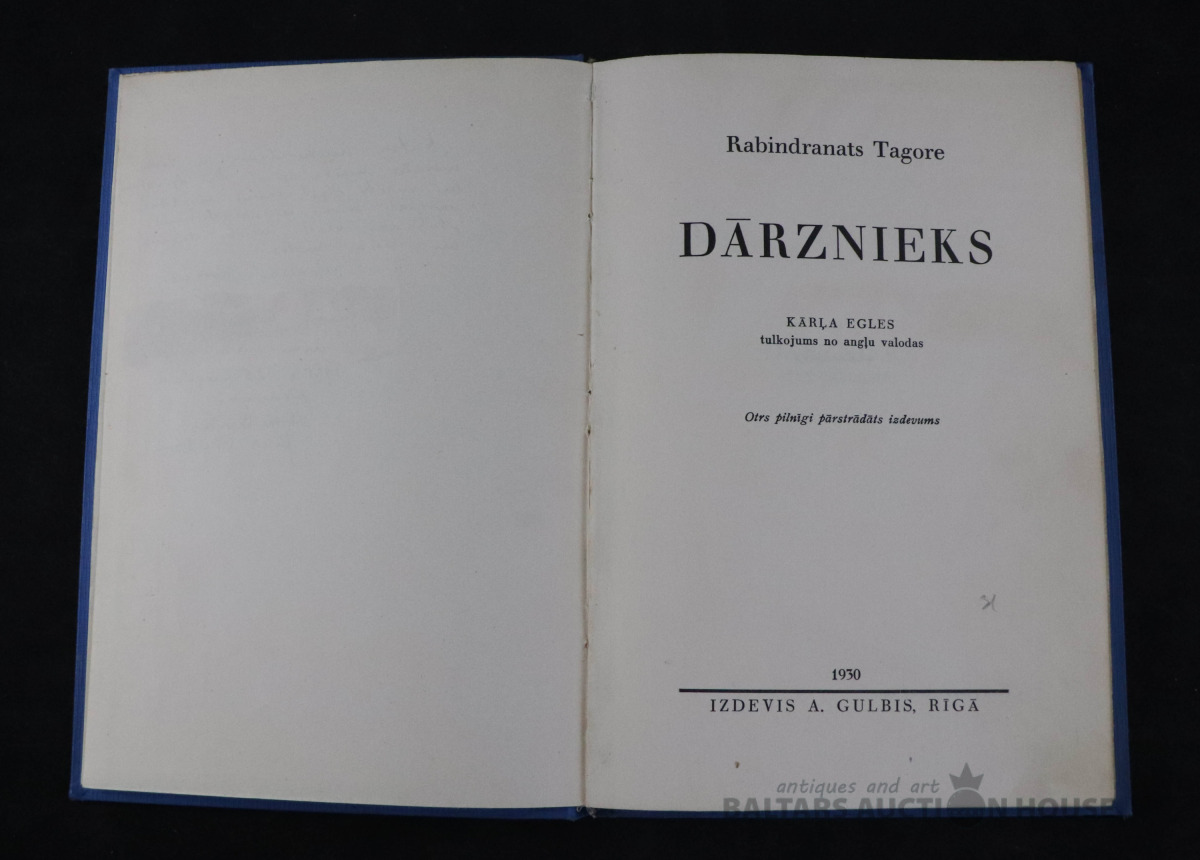 Rabindranats Tagore
DĀRZNIEKS
KĀRĻA EGLES
tulkojums no angļu valodas
Otrs pilnīgi pārstrādāts izdevums
1930
IZDEVIS A. GULBIS, RĪGĀ
antiques and art
BALTARS AUCTION HOUSE